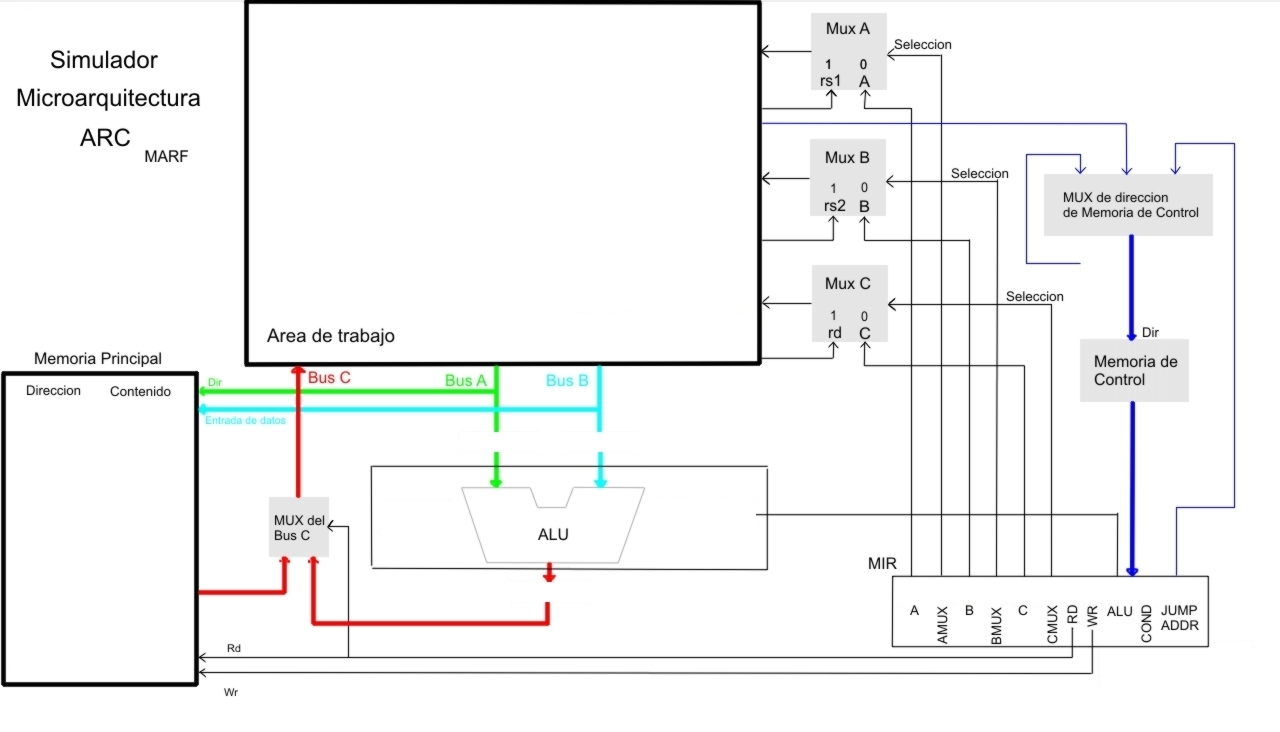 Simulador
Microarquitectura
ARC
MARF
Mux A
1 0
rs1 A
Seleccion
Mux B
1 0
rs2 B
Seleccion
Mux C
1 0
rd C
Seleccion
MUX de direccion
de Memoria de Control
Dir
Memoria de
Control
Area de trabajo
Memoria Principal
Direccion Contenido
Dir
Entrada de datos
Bus C
Bus A
Bus B
MUX del
Bus C
ALU
MIR
A
AMUX
B
BMUX
C
CMUX
RD
WR
ALU
COND
JUMP
ADDR
Rd
Wr